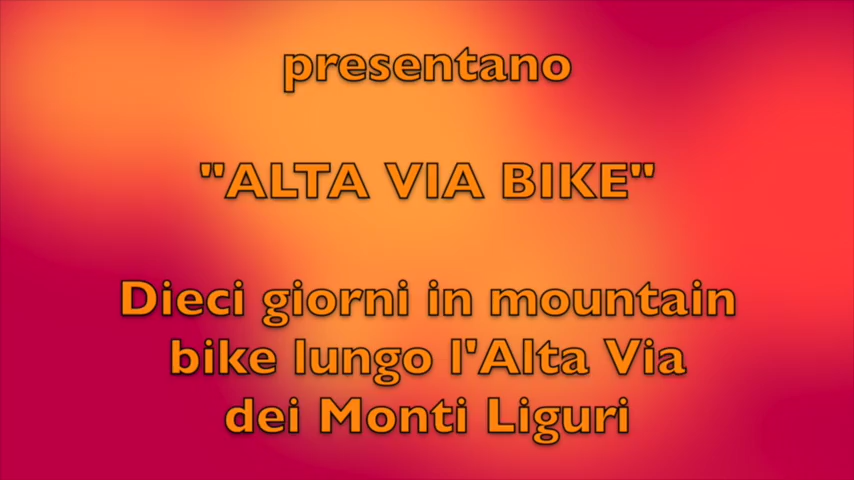 presentano
"ALTA VIA BIKE"
Dieci giorni in mountain
bike lungo l'Alta Via
dei Monti Liguri